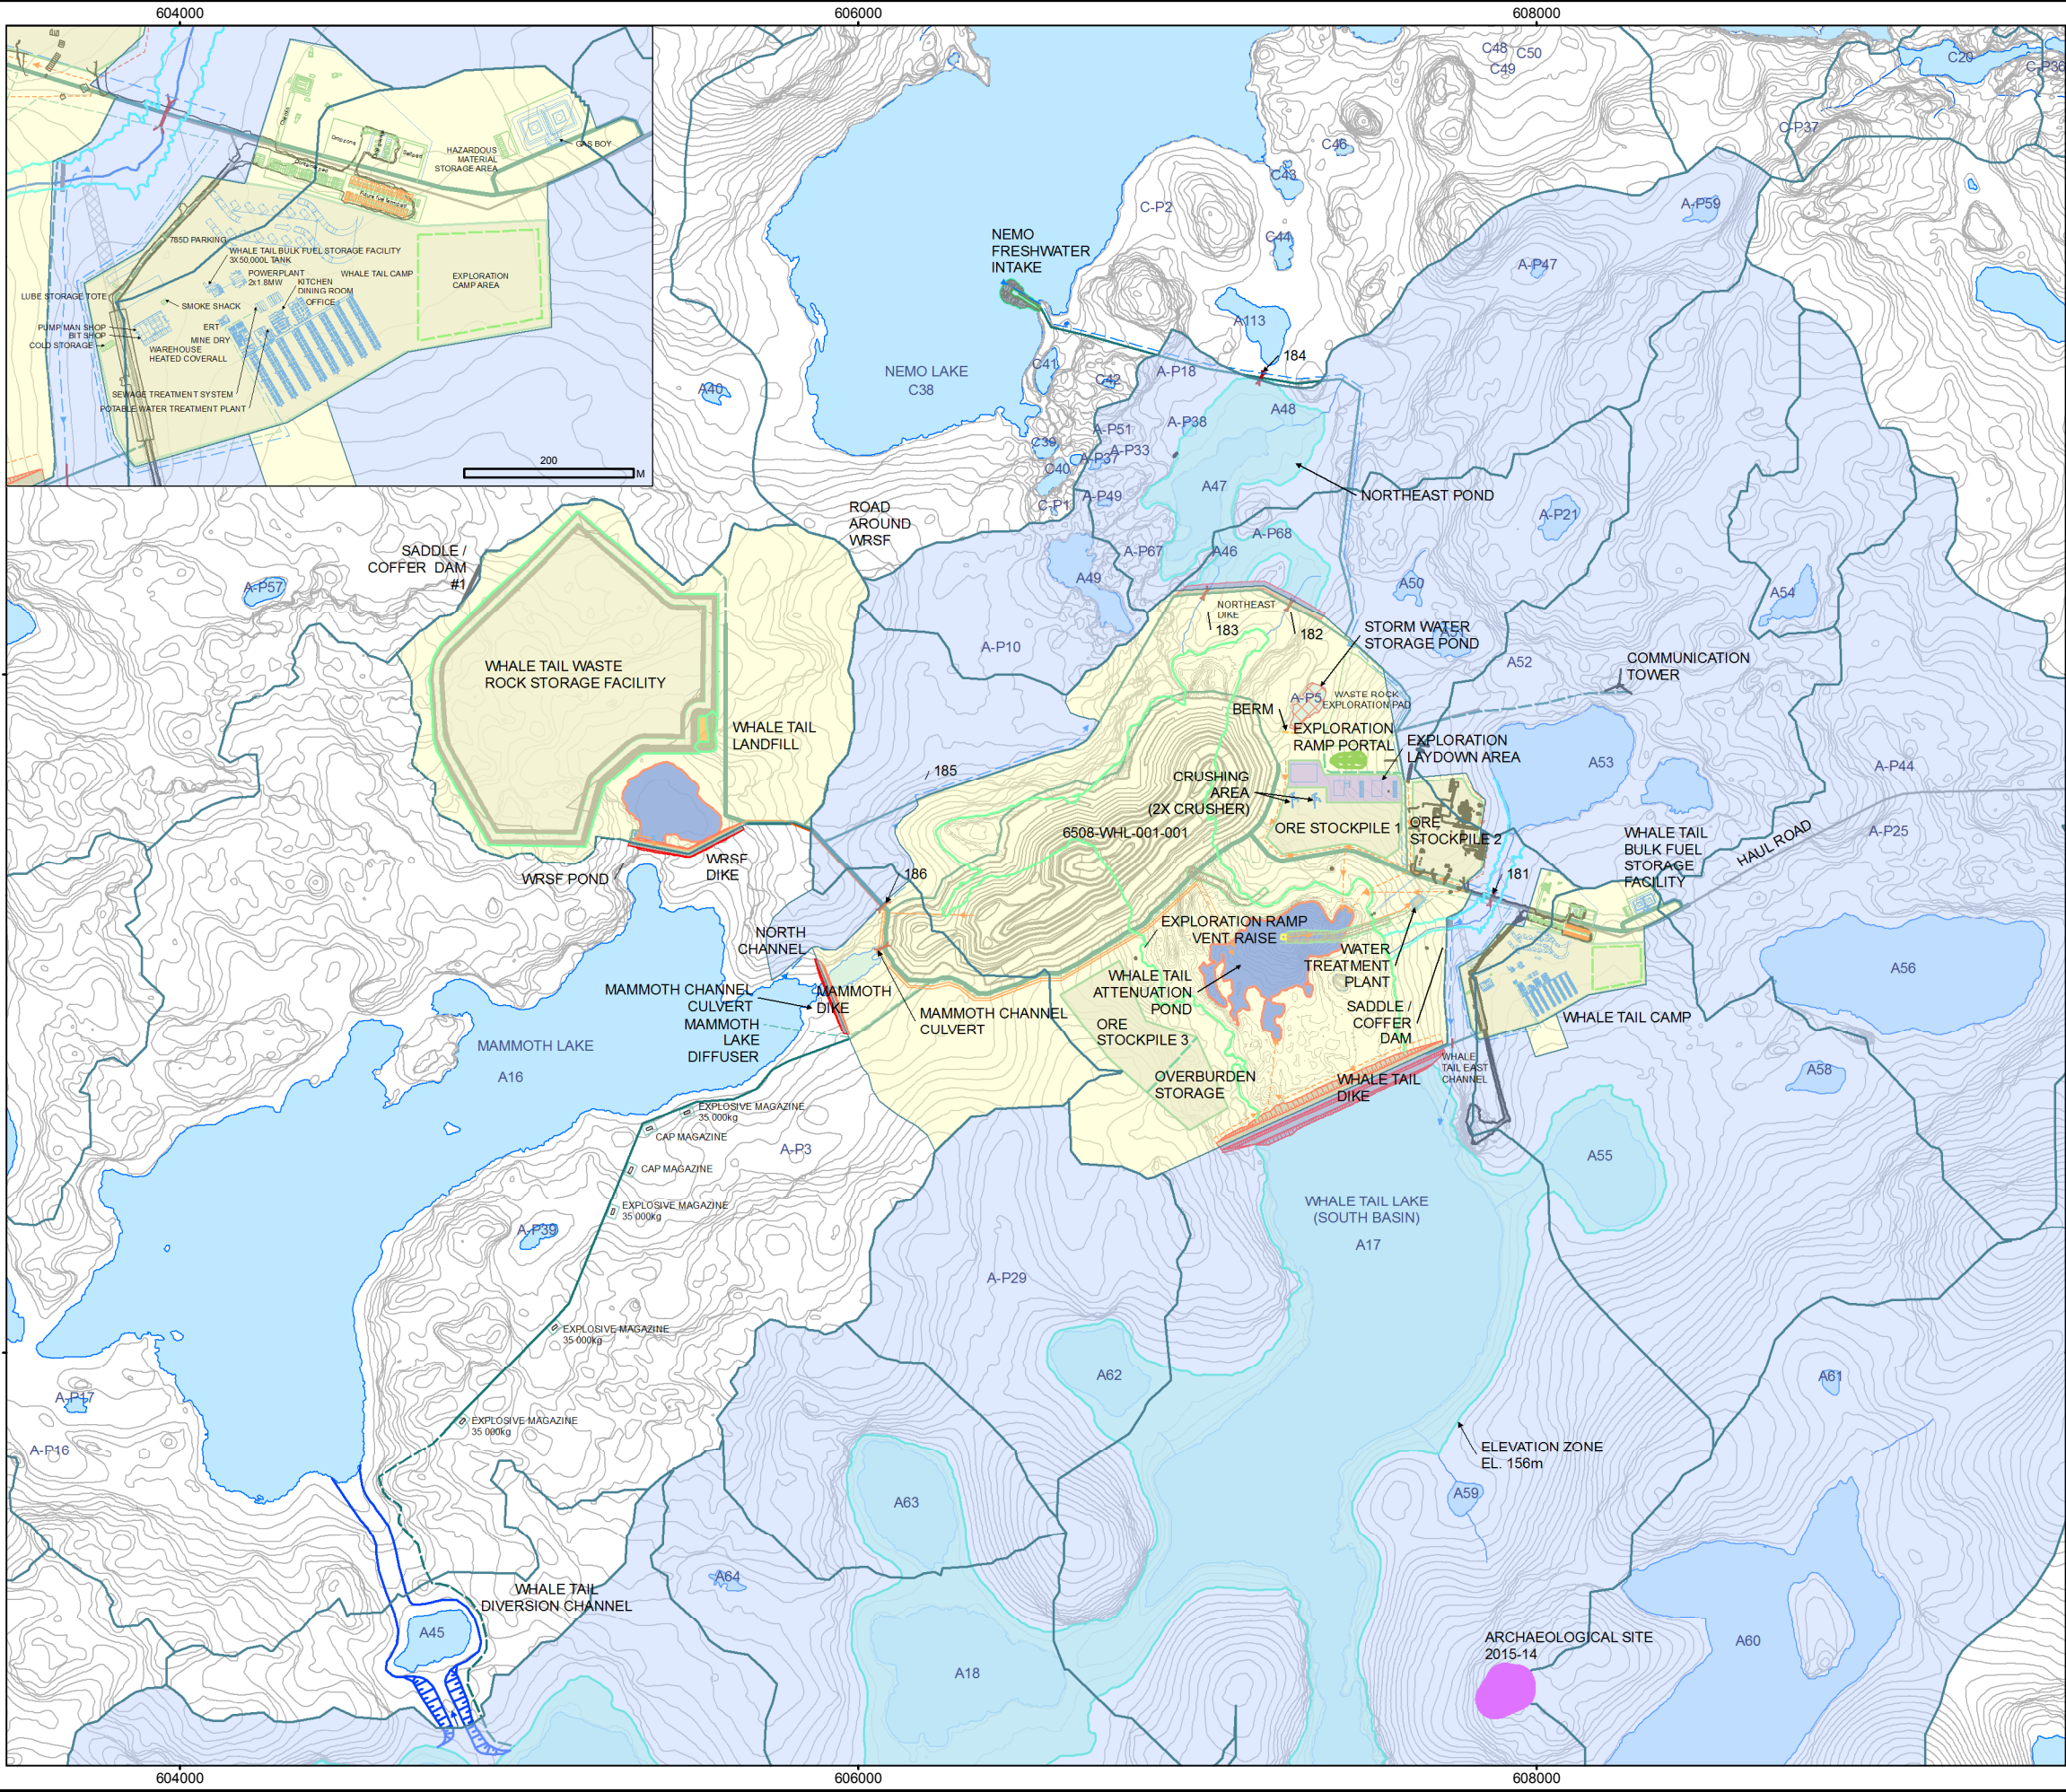 604000
606000
608000
Chenix
Dropzone
Sailpad
Future fuel farm pad
HAZARDOUS
MATERIAL
STORAGE AREA
GAS BOY
785D PARKING
WHALE TAIL BULK FUEL STORAGE FACILITY
3X50,000L TANK
POWERPLANT
2x1.8MW
WHALE TAIL CAMP
KITCHEN
DINING ROOM
OFFICE
EXPLORATION
CAMP AREA
LUBE STORAGE TOTE
SMOKE SHACK
PUMP MAN SHOP
BIT SHOP
COLD STORAGE
ERT
MINE DRY
WAREHOUSE
HEATED COVERALL
SEWAGE TREATMENT SYSTEM
POTABLE WATER TREATMENT PLANT
200
M
C48
C50
C49
C20
C-P36
C-P37
C46
C43
C-P2
C44
A-P59
A-P47
NEMO
FRESHWATER
INTAKE
A113
184
NEMO LAKE
C38
C41
C42
A-P18
A40
A48
A-P38
A-P51
C39
A-P33
A-P37
C40
A47
NORTHEAST POND
A-P49
C-P1
ROAD
AROUND
WRSF
A-P21
A-P68
A-P67
A46
SADDLE /
COFFER DAM
#1
A-P57
A49
A50
A54
NORTHEAST
DIKE
183
182
STORM WATER
STORAGE POND
A51
A-P10
A52
COMMUNICATION
TOWER
WHALE TAIL WASTE
ROCK STORAGE FACILITY
A-P5
WASTE ROCK
EXPLORATION PAD
BERM
WHALE TAIL
LANDFILL
EXPLORATION
RAMP PORTAL
EXPLORATION
LAYDOWN AREA
A53
A-P44
185
CRUSHING
AREA
(2X CRUSHER)
6508-WHL-001-001
ORE STOCKPILE 1
ORE
STOCKPILE 2
WHALE TAIL
BULK FUEL
STORAGE
FACILITY
HAUL ROAD
A-P25
WRSF
DIKE
WRSF POND
186
181
EXPLORATION RAMP
VENT RAISE
NORTH
CHANNEL
WATER
TREATMENT
PLANT
A56
WHALE TAIL
ATTENUATION
POND
MAMMOTH CHANNEL
CULVERT
MAMMOTH
DIKE
MAMMOTH CHANNEL
CULVERT
SADDLE /
COFFER
DAM
WHALE TAIL CAMP
MAMMOTH
LAKE
DIFFUSER
ORE
STOCKPILE 3
MAMMOTH LAKE
A16
WHALE
TAIL EAST
CHANNEL
A58
OVERBURDEN
STORAGE
WHALE TAIL
DIKE
EXPLOSIVE MAGAZINE
35 000kg
CAP MAGAZINE
A-P3
A55
CAP MAGAZINE
EXPLOSIVE MAGAZINE
35 000kg
WHALE TAIL LAKE
(SOUTH BASIN)
A17
A-P39
A-P29
EXPLOSIVE MAGAZINE
35 000kg
A62
A61
A-P17
EXPLOSIVE MAGAZINE
35 000kg
A-P16
ELEVATION ZONE
EL. 156m
A59
A63
A64
WHALE TAIL
DIVERSION CHANNEL
A45
ARCHAEOLOGICAL SITE
2015-14
A60
A18
604000
606000
608000